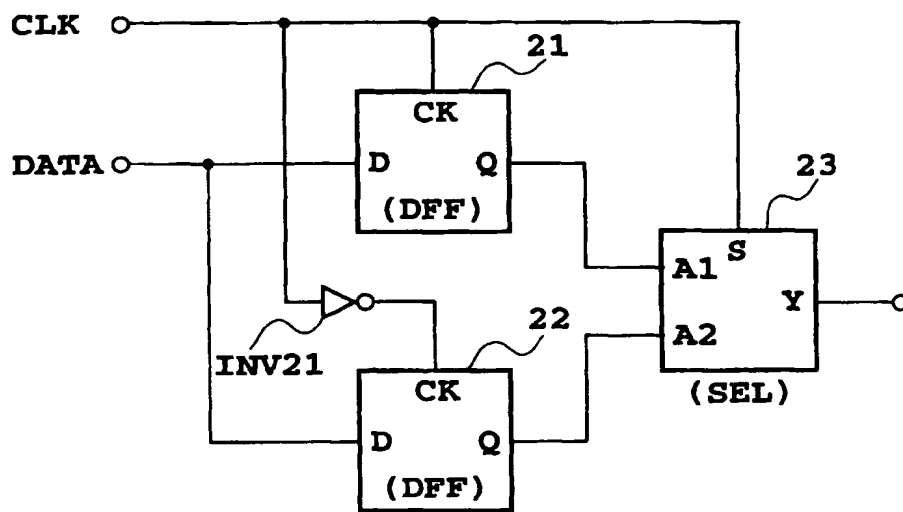 CLK
21
CK
DATA
D
Q
(DFF)
23
S
A1
Y
A2
INV21
22
CK
(SEL)
D
Q
(DFF)